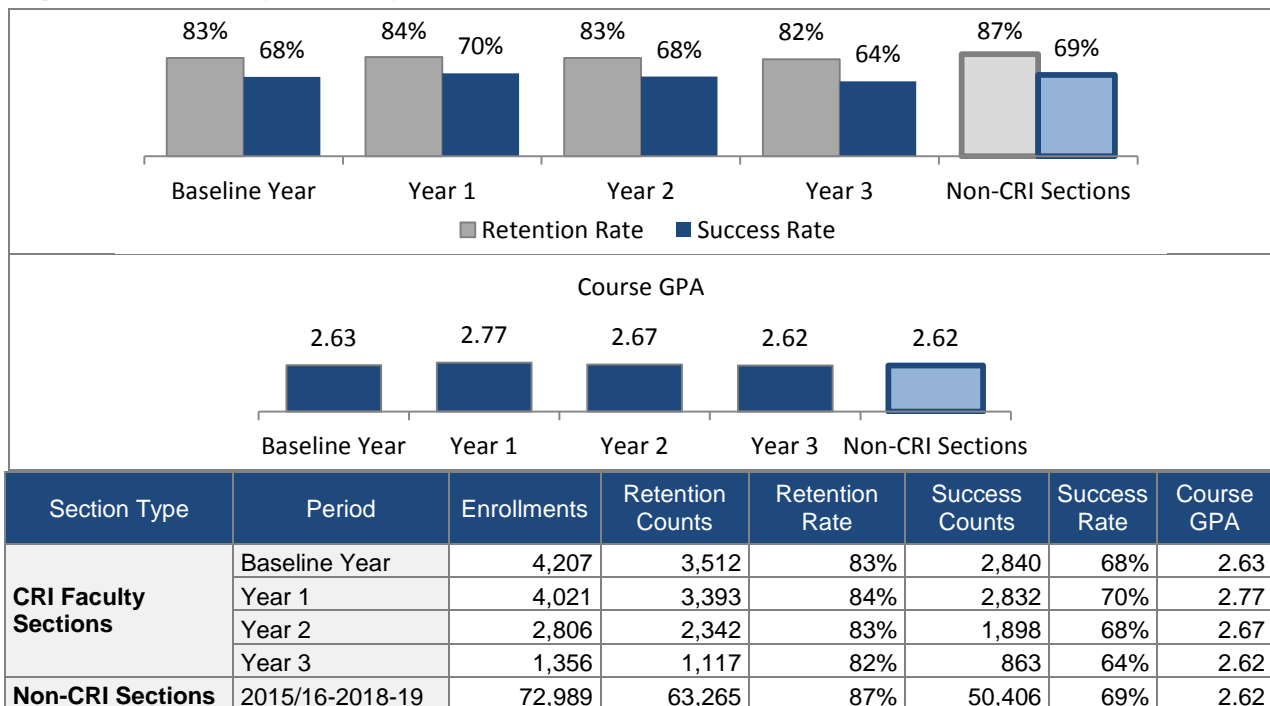 83% 68% 84% 70% 83% 68% 82% 64% 87% 69%
Baseline Year Year 1 Year 2 Year 3 Non-CRI Sections
Retention Rate Success Rate
Course GPA
2.63 2.77 2.67 2.62 2.62
Baseline Year Year 1 Year 2 Year 3 Non-CRI Sections
Section Type Period Enrollments Retention Counts Retention Rate Success Counts Success Rate Course GPA
CRI Faculty Sections Baseline Year 4,207 3,512 83% 2,840 68% 2.63
Year 1 4,021 3,393 84% 2,832 70% 2.77
Year 2 2,806 2,342 83% 1,898 68% 2.67
Year 3 1,356 1,117 82% 863 64% 2.62
Non-CRI Sections 2015/16-2018-19 72,989 63,265 87% 50,406 69% 2.62